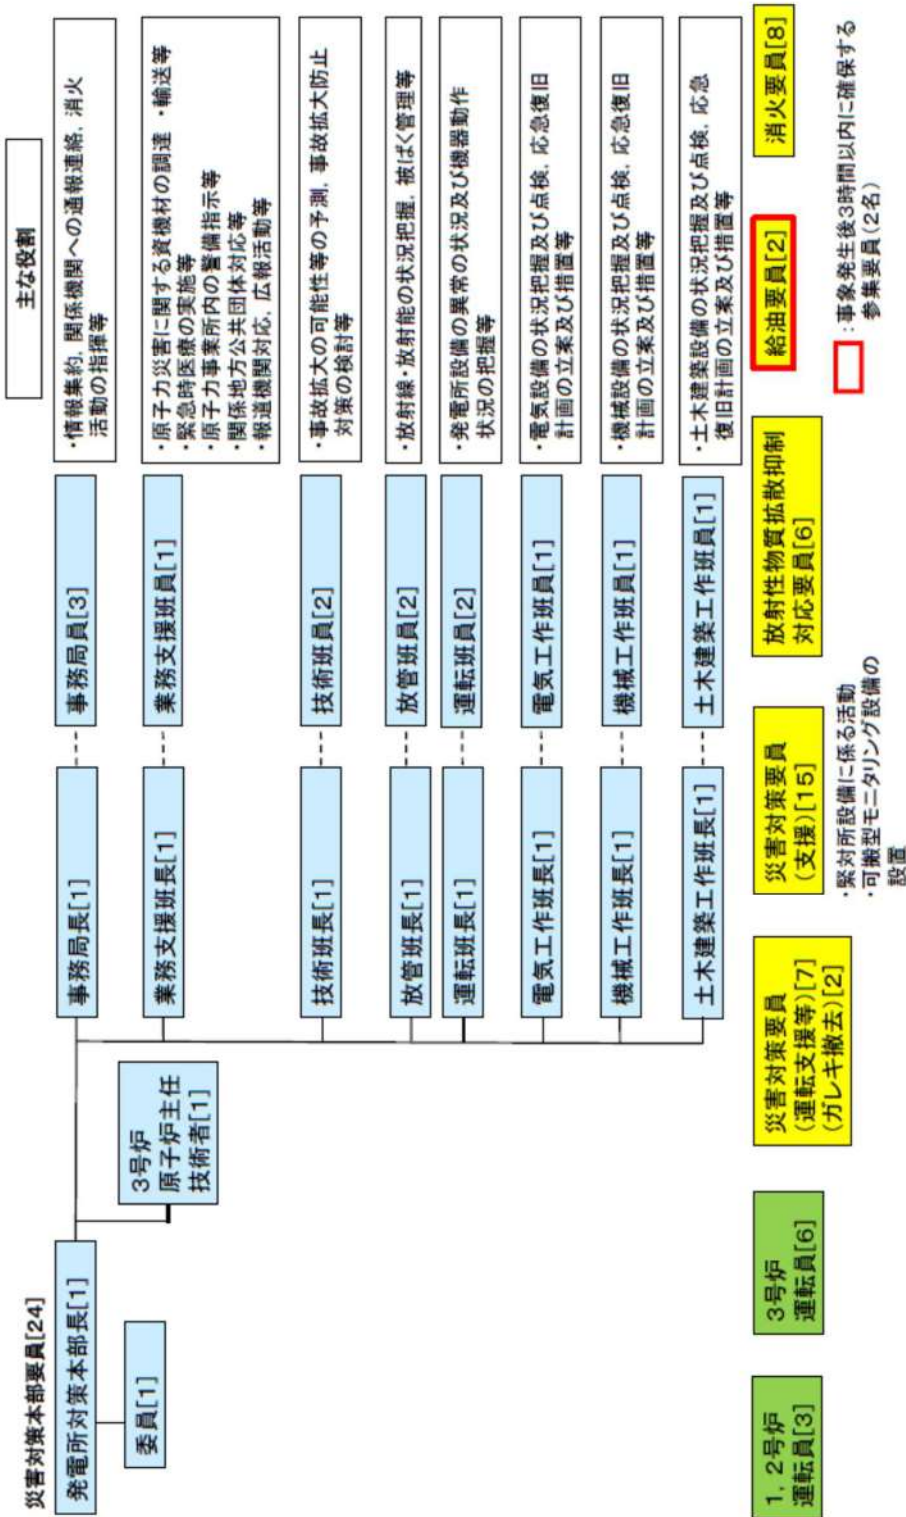 災害対策本部要員[24]
発電所対策本部長[1]
委員[1]
3号炉
原子炉主任
技術者[1]
主な役割
事務局長[1]
事務局員[3]
・情報集約，関係機関への通報連絡，消火
活動の指揮等
業務支援班長[1]
業務支援班員[1]
・原子力災害に関する資機材の調達・輸送等
・緊急時医療の実施等
・原子力事業所内の警備指示等
・関係地方公共団体対応等
・報道機関対応，広報活動等
技術班長[1]
技術班員[2]
・事故拡大の可能性等の予測，事故拡大防止
対策の検討等
放管班長[1]
放管班員[2]
・放射線・放射能の状況把握，被ばく管理等
運転班長[1]
運転班員[2]
・発電所設備の異常の状況及び機器動作
状況の把握等
電気工作班長[1]
電気工作班員[1]
・電気設備の状況把握及び点検，応急復旧
計画の立案及び措置等
機械工作班長[1]
機械工作班員[1]
・機械設備の状況把握及び点検，応急復旧
計画の立案及び措置等
土木建築工作班長[1]
土木建築工作班員[1]
・土木建築設備の状況把握及び点検，応急
復旧計画の立案及び措置等
1，2号炉
運転員[3]
3号炉
運転員[6]
災害対策要員
(運転支援等)[7]
(ガレキ撤去)[2]
災害対策要員
(支援)[15]
・緊対所設備に係る活動
・可搬型モニタリング設備の
設置
放射性物質拡散抑制
対応要員[6]
給油要員[2]
消火要員[8]
：事象発生後3時間以内に確保する
参集要員(2名)